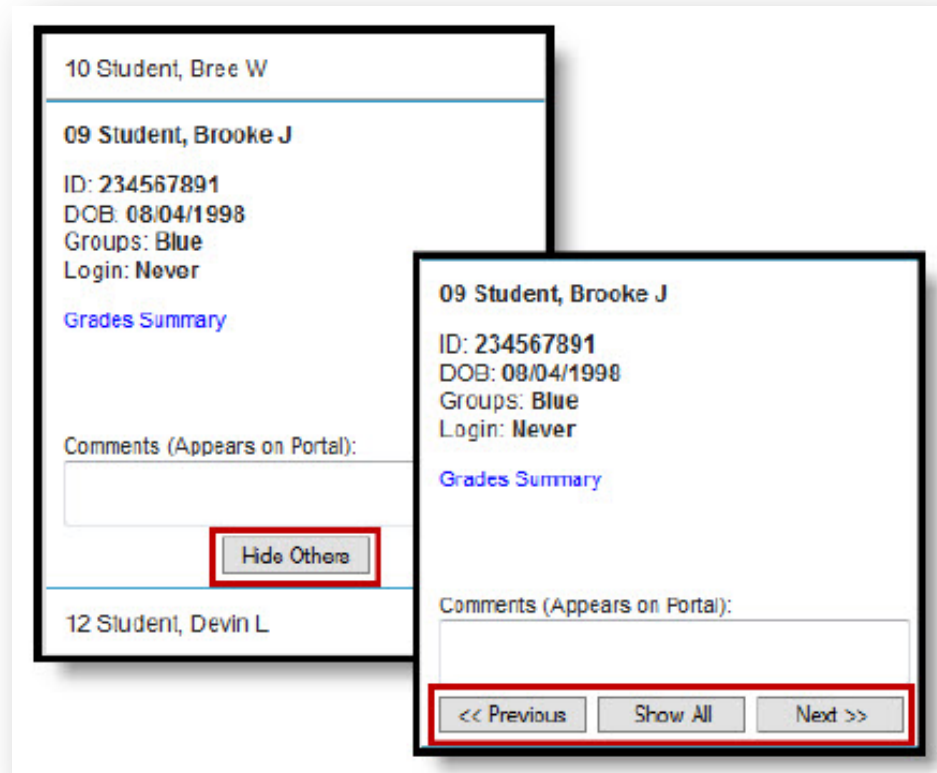 10 Student, Bree W
09 Student, Brooke J
ID: 234567891
DOB: 08/04/1998
Groups: Blue
Login: Never
Grades Summary
Comments (Appears on Portal):
Hide Others
12 Student, Devin L
09 Student, Brooke J
ID: 234567891
DOB: 08/04/1998
Groups: Blue
Login: Never
Grades Summary
Comments (Appears on Portal):
<< Previous Show All Next >>